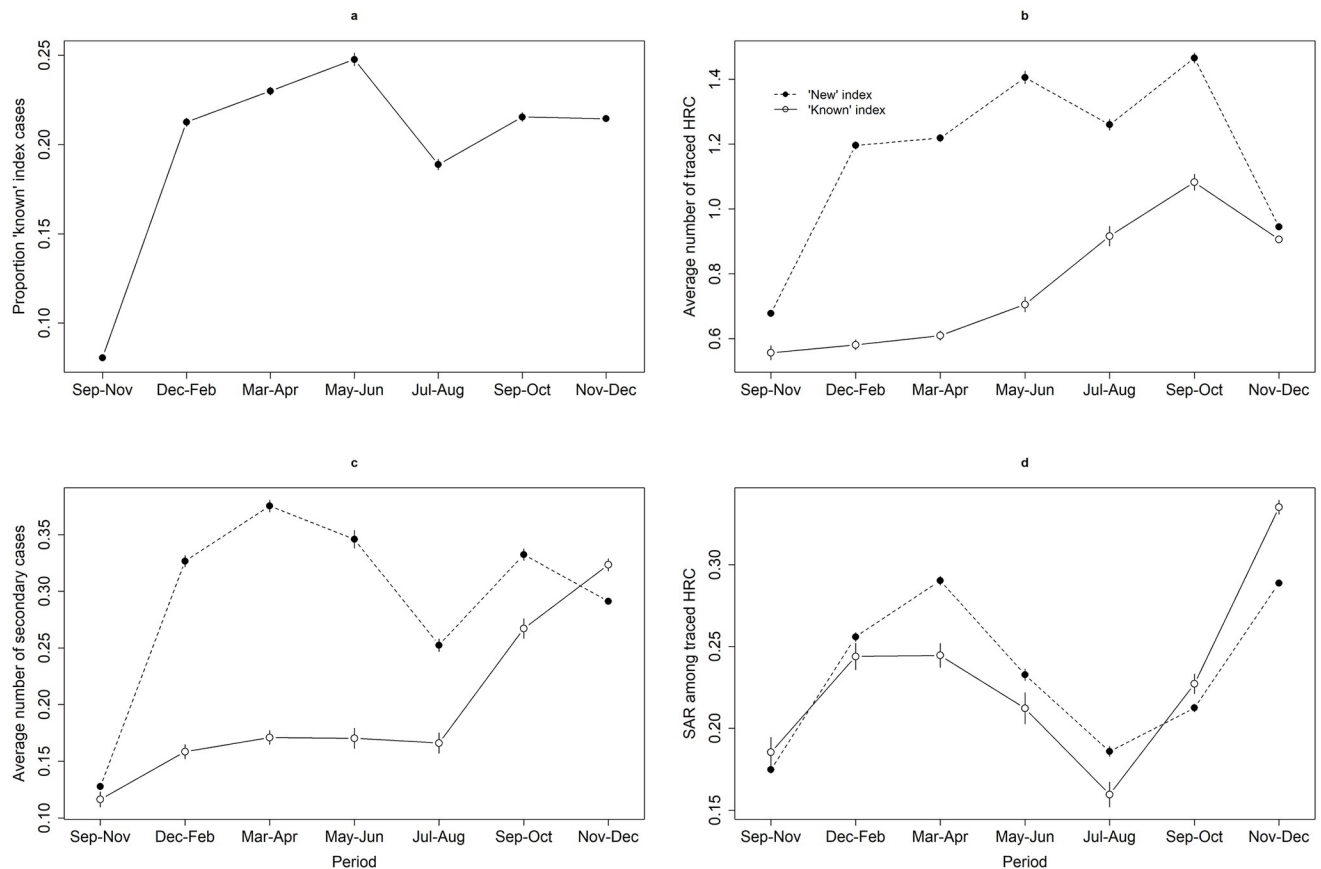 a
Proportion 'known' index cases
0.25
0.20
0.15
0.10
Sep-Nov Dec-Feb Mar-Apr May-Jun Jul-Aug Sep-Oct Nov-Dec
b
Average number of traced HRC
1.4
1.2
1.0
0.8
0.6
'New' index
'Known' index
Sep-Nov Dec-Feb Mar-Apr May-Jun Jul-Aug Sep-Oct Nov-Dec
c
Average number of secondary cases
0.35
0.30
0.25
0.20
0.15
0.10
Sep-Nov Dec-Feb Mar-Apr May-Jun Jul-Aug Sep-Oct Nov-Dec
Period
d
SAR among traced HRC
0.30
0.25
0.20
0.15
Sep-Nov Dec-Feb Mar-Apr May-Jun Jul-Aug Sep-Oct Nov-Dec
Period